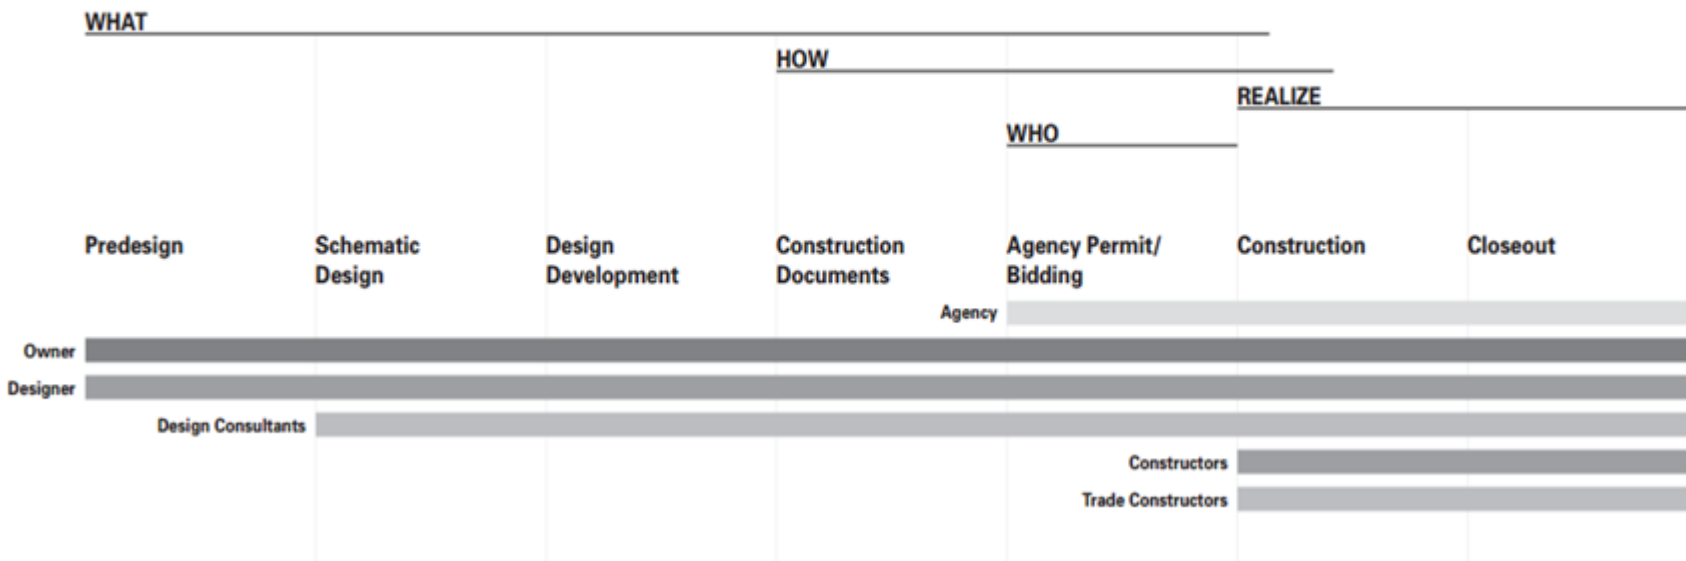 WHAT
HOW
REALIZE
WHO
Predesign
Schematic
Design
Design
Development
Construction
Documents
Agency Permit/
Bidding
Construction
Closeout
Agency
Owner
Designer
Design Consultants
Constructors
Trade Constructors